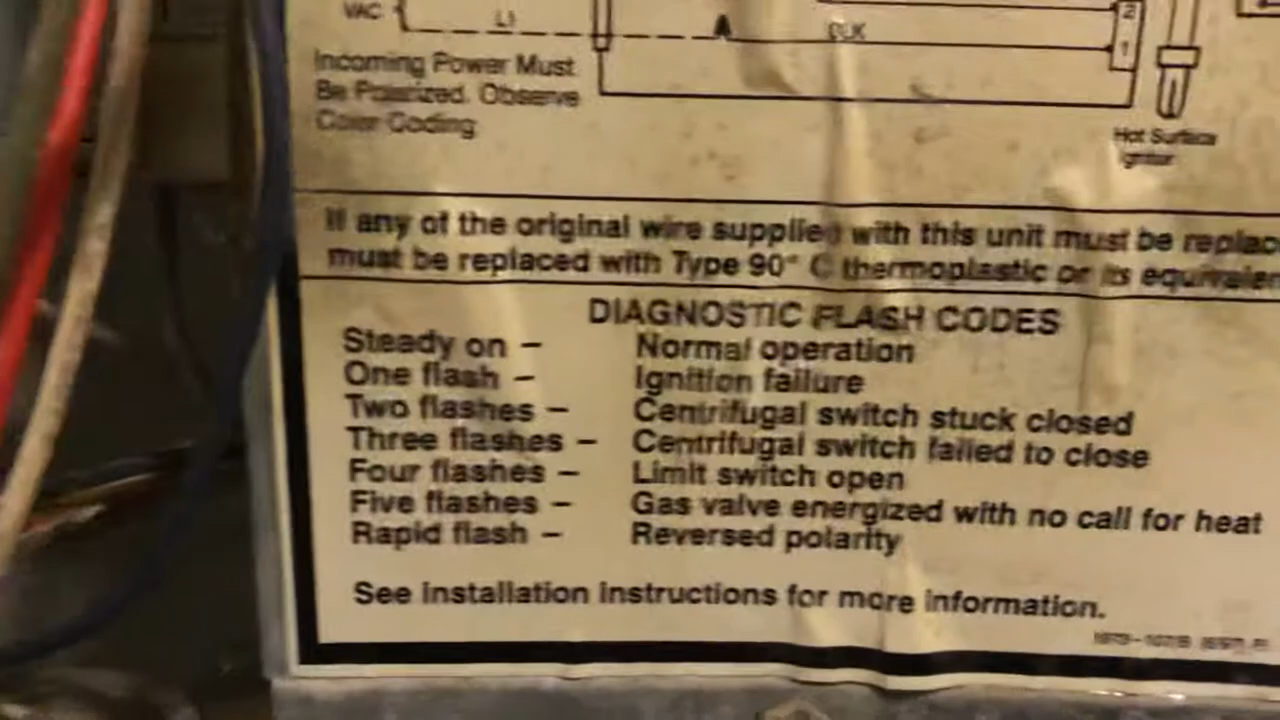 VAC
L1
BLK
2
1
Incoming Power Must
Be Polarized. Observe
Color Coding
Hot Surface
Ignitor
If any of the original wire supplied with this unit must be replac
must be replaced with Type 90° C thermoplastic or its equivalen
DIAGNOSTIC FLASH CODES
Steady on – Normal operation
One flash – Ignition failure
Two flashes – Centrifugal switch stuck closed
Three flashes – Centrifugal switch failed to close
Four flashes – Limit switch open
Five flashes – Gas valve energized with no call for heat
Rapid flash – Reversed polarity
See installation instructions for more information.